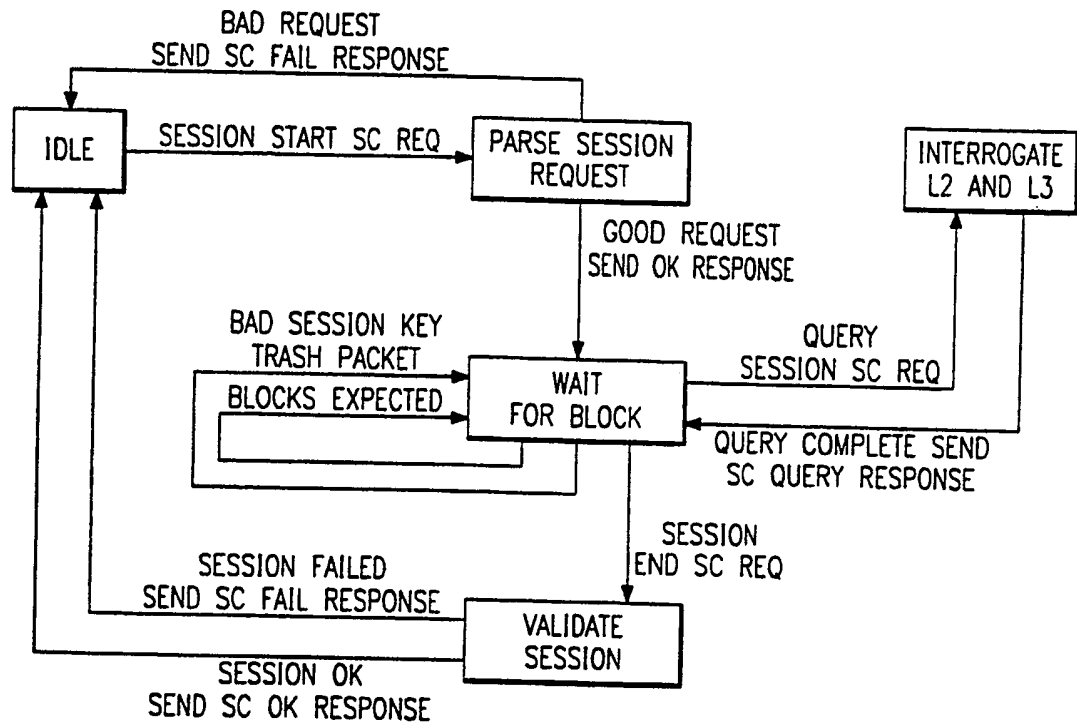 BAD REQUEST
SEND SC FAIL RESPONSE
IDLE
SESSION START SC REQ
PARSE SESSION
REQUEST
INTERROGATE
L2 AND L3
GOOD REQUEST
SEND OK RESPONSE
BAD SESSION KEY
TRASH PACKET
BLOCKS EXPECTED
WAIT
FOR BLOCK
QUERY
SESSION SC REQ
QUERY COMPLETE SEND
SC QUERY RESPONSE
SESSION
END SC REQ
SESSION FAILED
SEND SC FAIL RESPONSE
VALIDATE
SESSION
SESSION OK
SEND SC OK RESPONSE